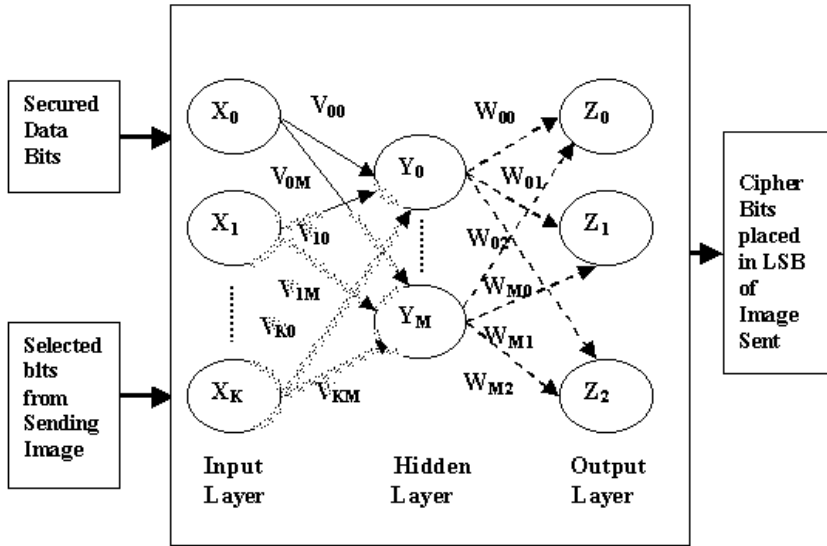 Secured
Data
Bits
Selected
bIts
from
Sending
Image
X0
X1
XK
V00
V0M
V10
V1M
VK0
VKM
Y0
YM
W00
W01
W02
WM0
WM1
WM2
Z0
Z1
Z2
Input
Layer
Hidden
Layer
Output
Layer
Cipher
Bits
placed
in LSB
of
Image
Sent